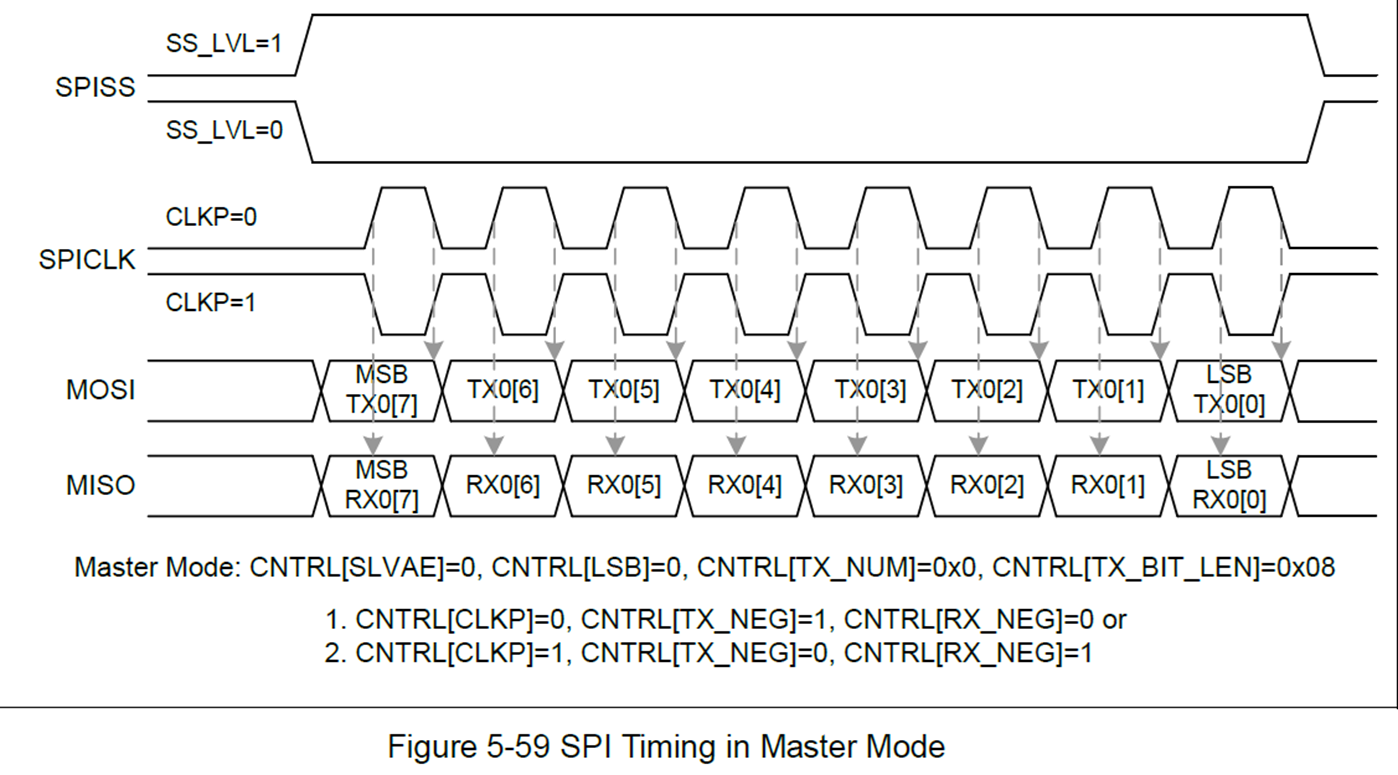 SS_LVL=1
SPISS
SS_LVL=0
CLKP=0
SPICLK
CLKP=1
MOSI
MSB
TX0[7]
TX0[6]
TX0[5]
TX0[4]
TX0[3]
TX0[2]
TX0[1]
LSB
TX0[0]
MISO
MSB
RX0[7]
RX0[6]
RX0[5]
RX0[4]
RX0[3]
RX0[2]
RX0[1]
LSB
RX0[0]
Master Mode: CNTRL[SLVAE]=0, CNTRL[LSB]=0, CNTRL[TX_NUM]=0x0, CNTRL[TX_BIT_LEN]=0x08
1. CNTRL[CLKP]=0, CNTRL[TX_NEG]=1, CNTRL[RX_NEG]=0 or
2. CNTRL[CLKP]=1, CNTRL[TX_NEG]=0, CNTRL[RX_NEG]=1
Figure 5-59 SPI Timing in Master Mode